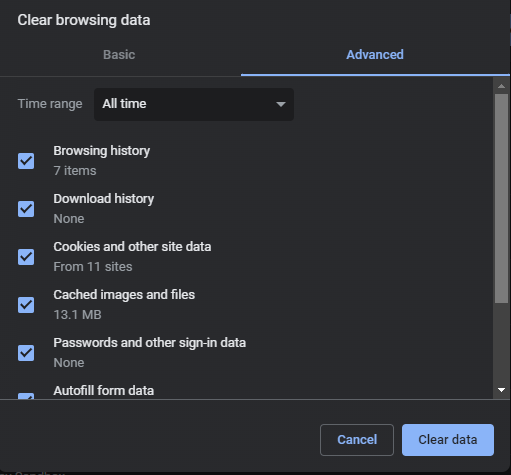 Clear browsing data
Basic
Advanced
Time range
All time
Browsing history
7 items
Download history
None
Cookies and other site data
From 11 sites
Cached images and files
13.1 MB
Passwords and other sign-in data
None
Autofill form data
Cancel
Clear data